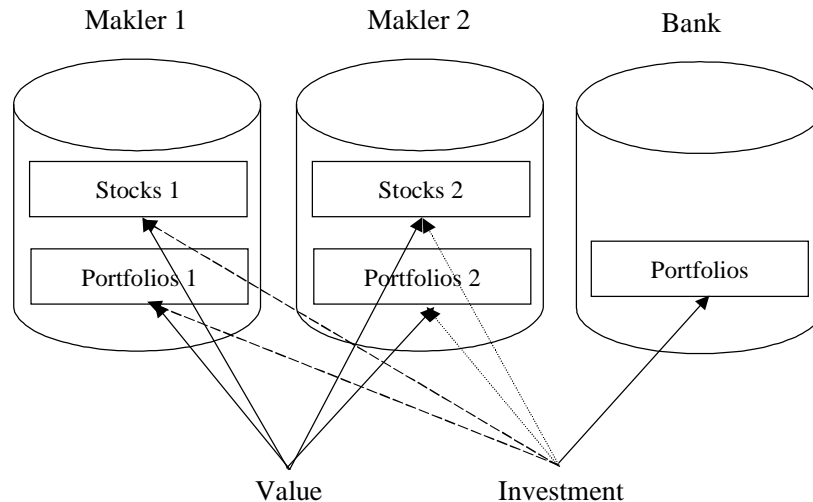 Makler 1 Makler 2 Bank
Stocks 1 Stocks 2
Portfolios 1 Portfolios 2 Portfolios
Value Investment